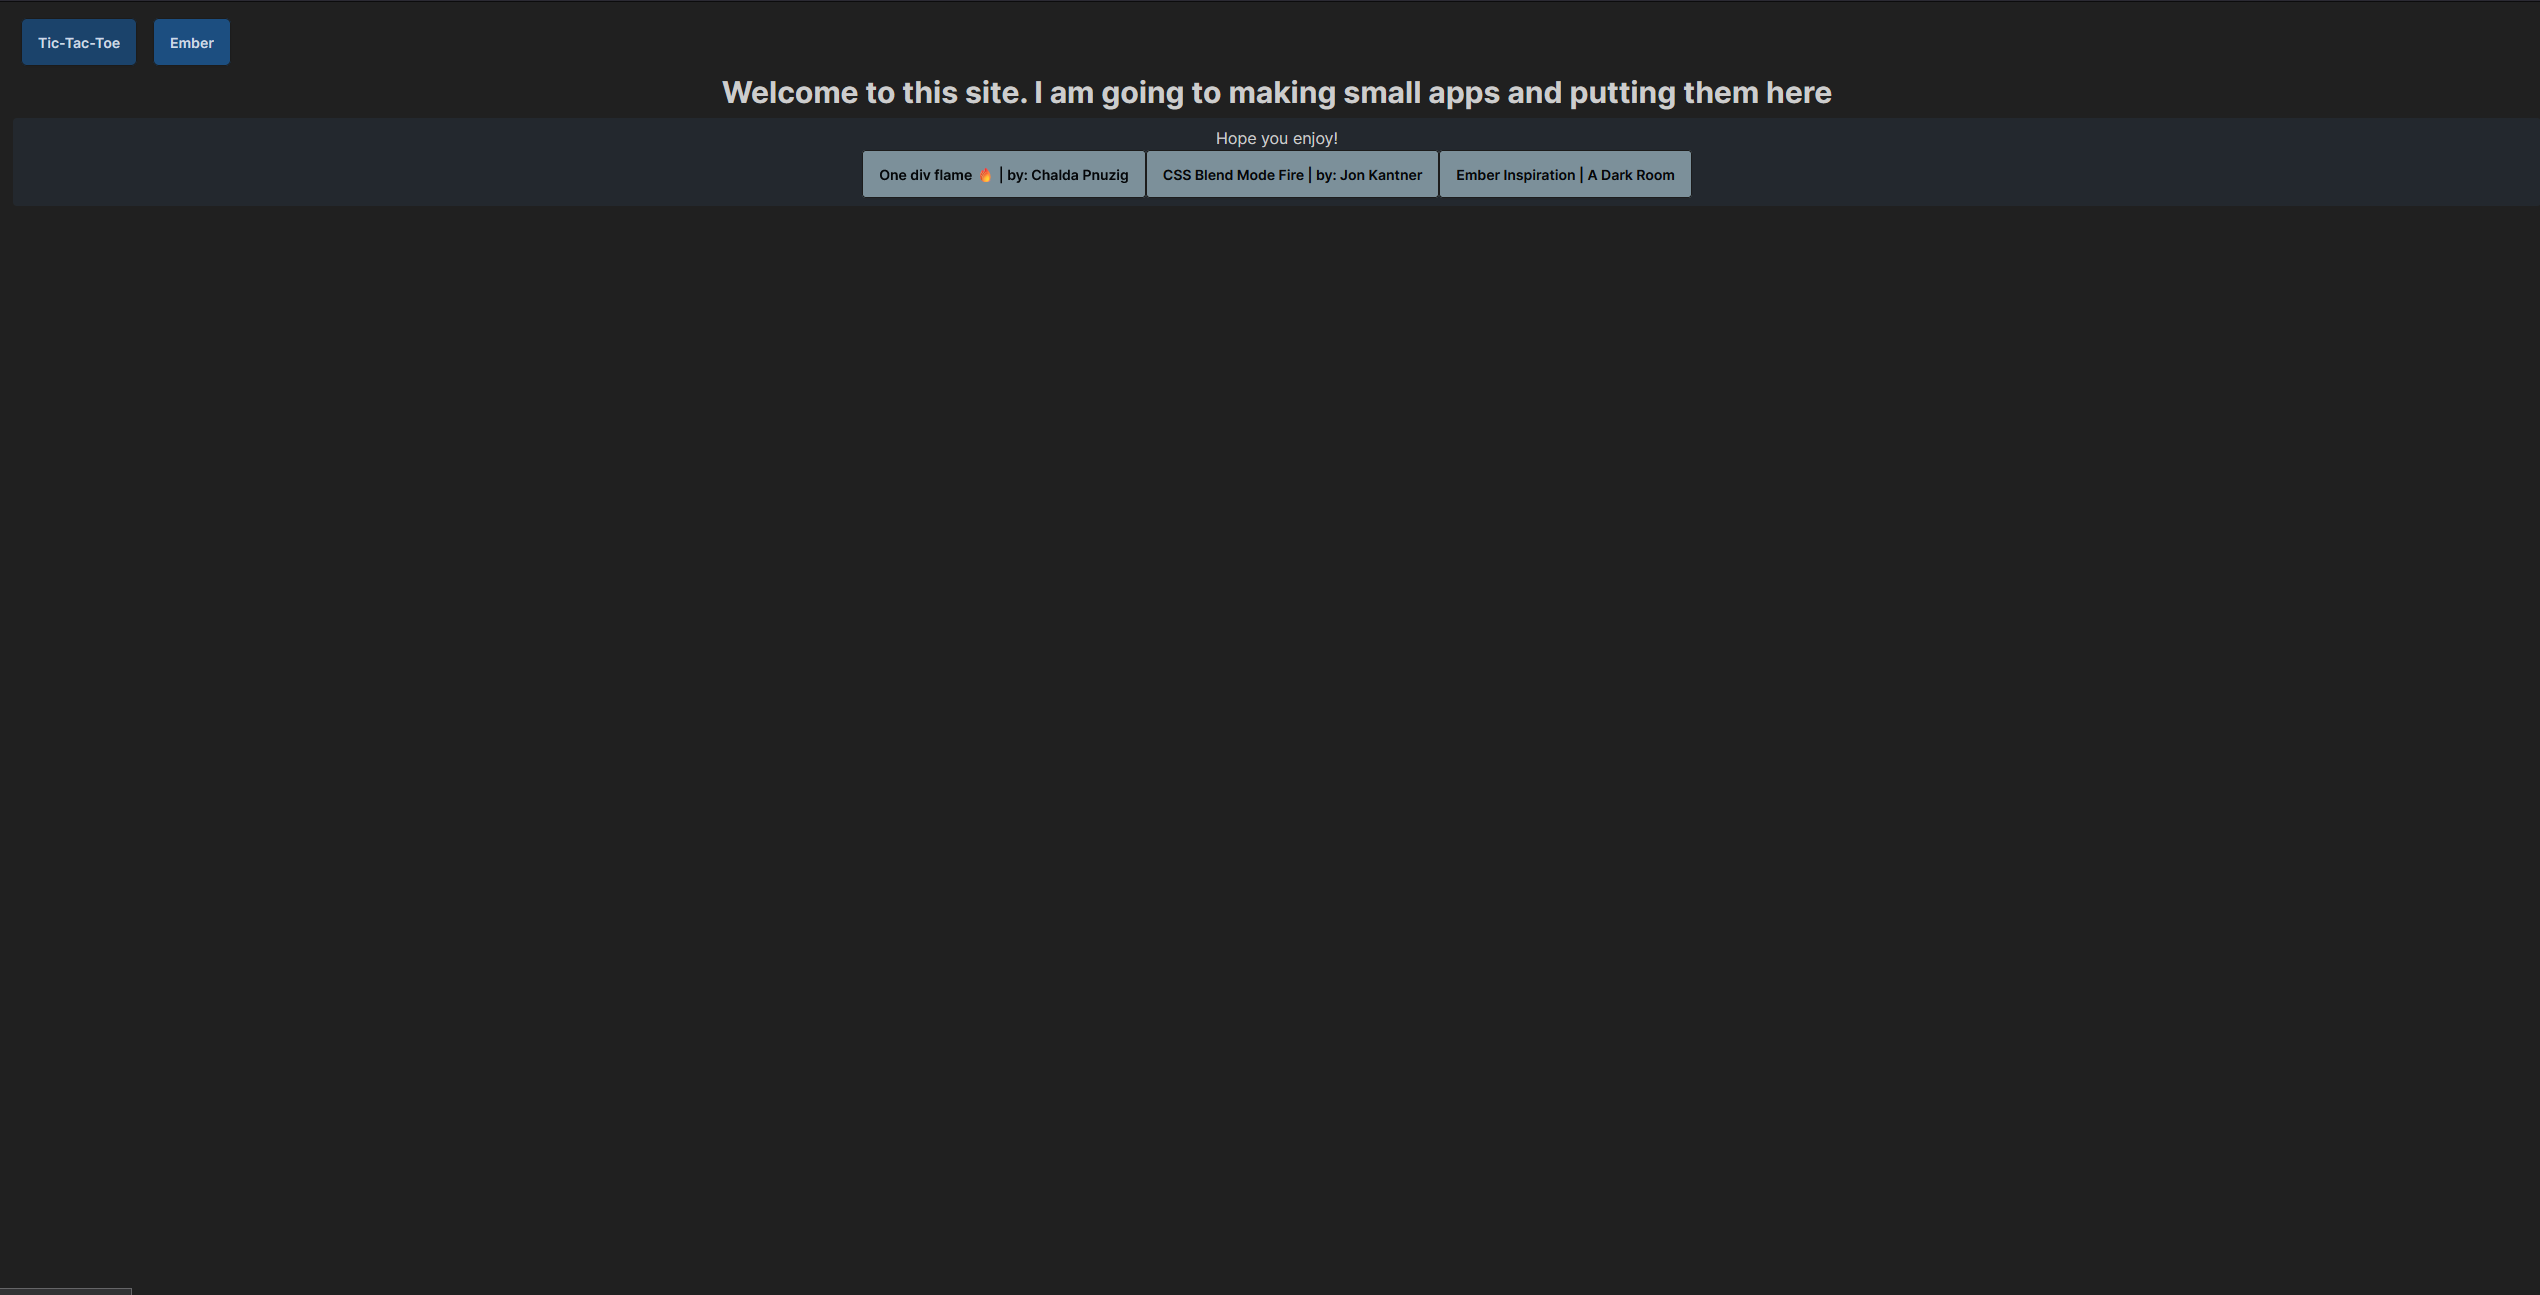 Tic-Tac-Toe Ember
Welcome to this site. I am going to making small apps and putting them here
Hope you enjoy!
One div flame 🔥 | by: Chalda Pnuzig CSS Blend Mode Fire | by: Jon Kantner Ember Inspiration | A Dark Room